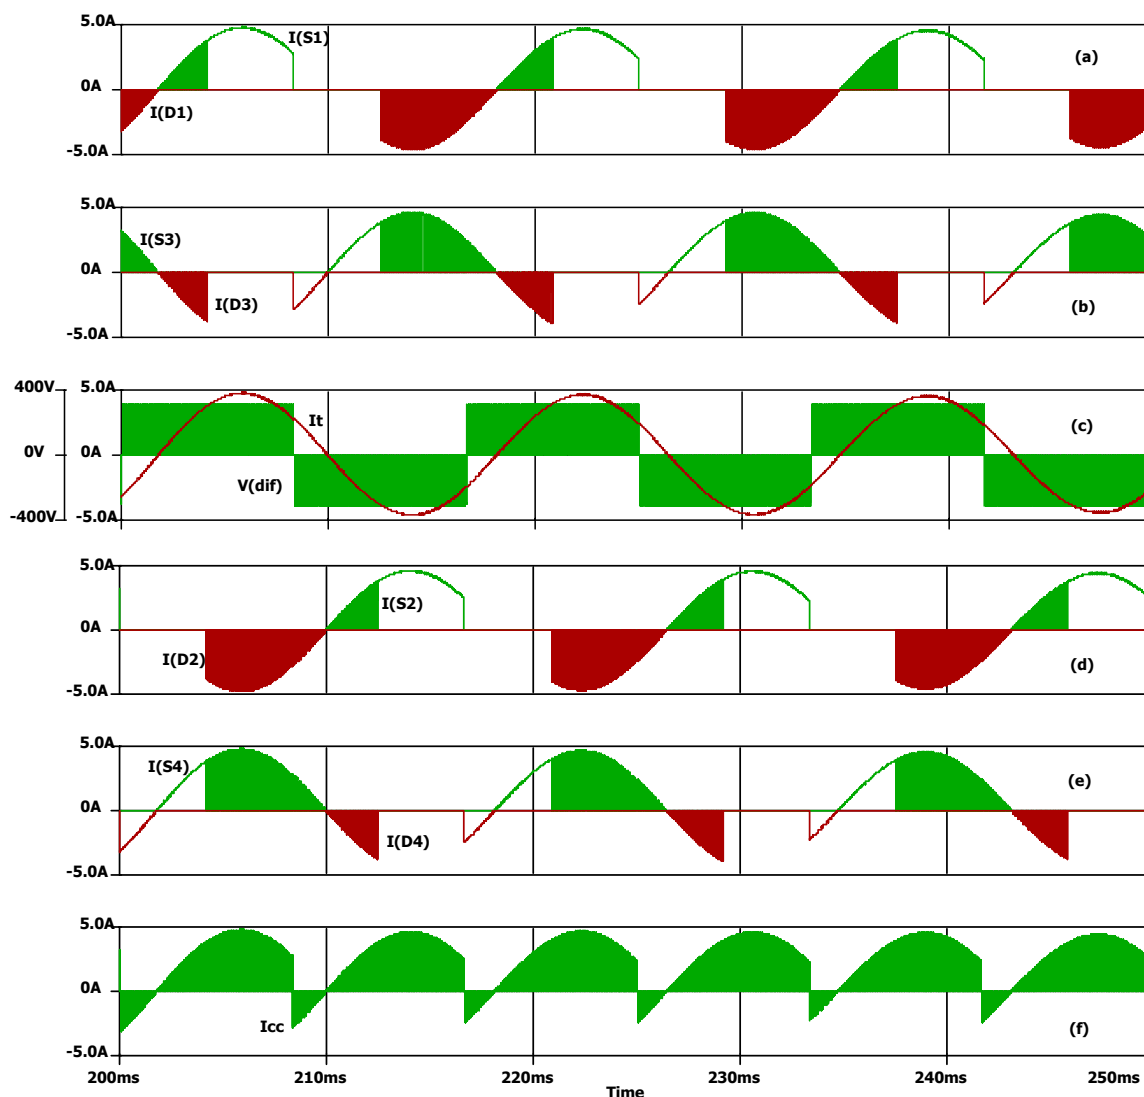 5.0A
I(S1)
(a)
0A
I(D1)
-5.0A
5.0A
I(S3)
0A
I(D3)
(b)
-5.0A
400V
5.0A
It
(c)
0V
0A
V(dif)
-400V
-5.0A
5.0A
I(S2)
0A
I(D2)
(d)
-5.0A
5.0A
I(S4)
(e)
0A
I(D4)
-5.0A
5.0A
0A
Icc
(f)
-5.0A
200ms
210ms
220ms
230ms
240ms
250ms
Time